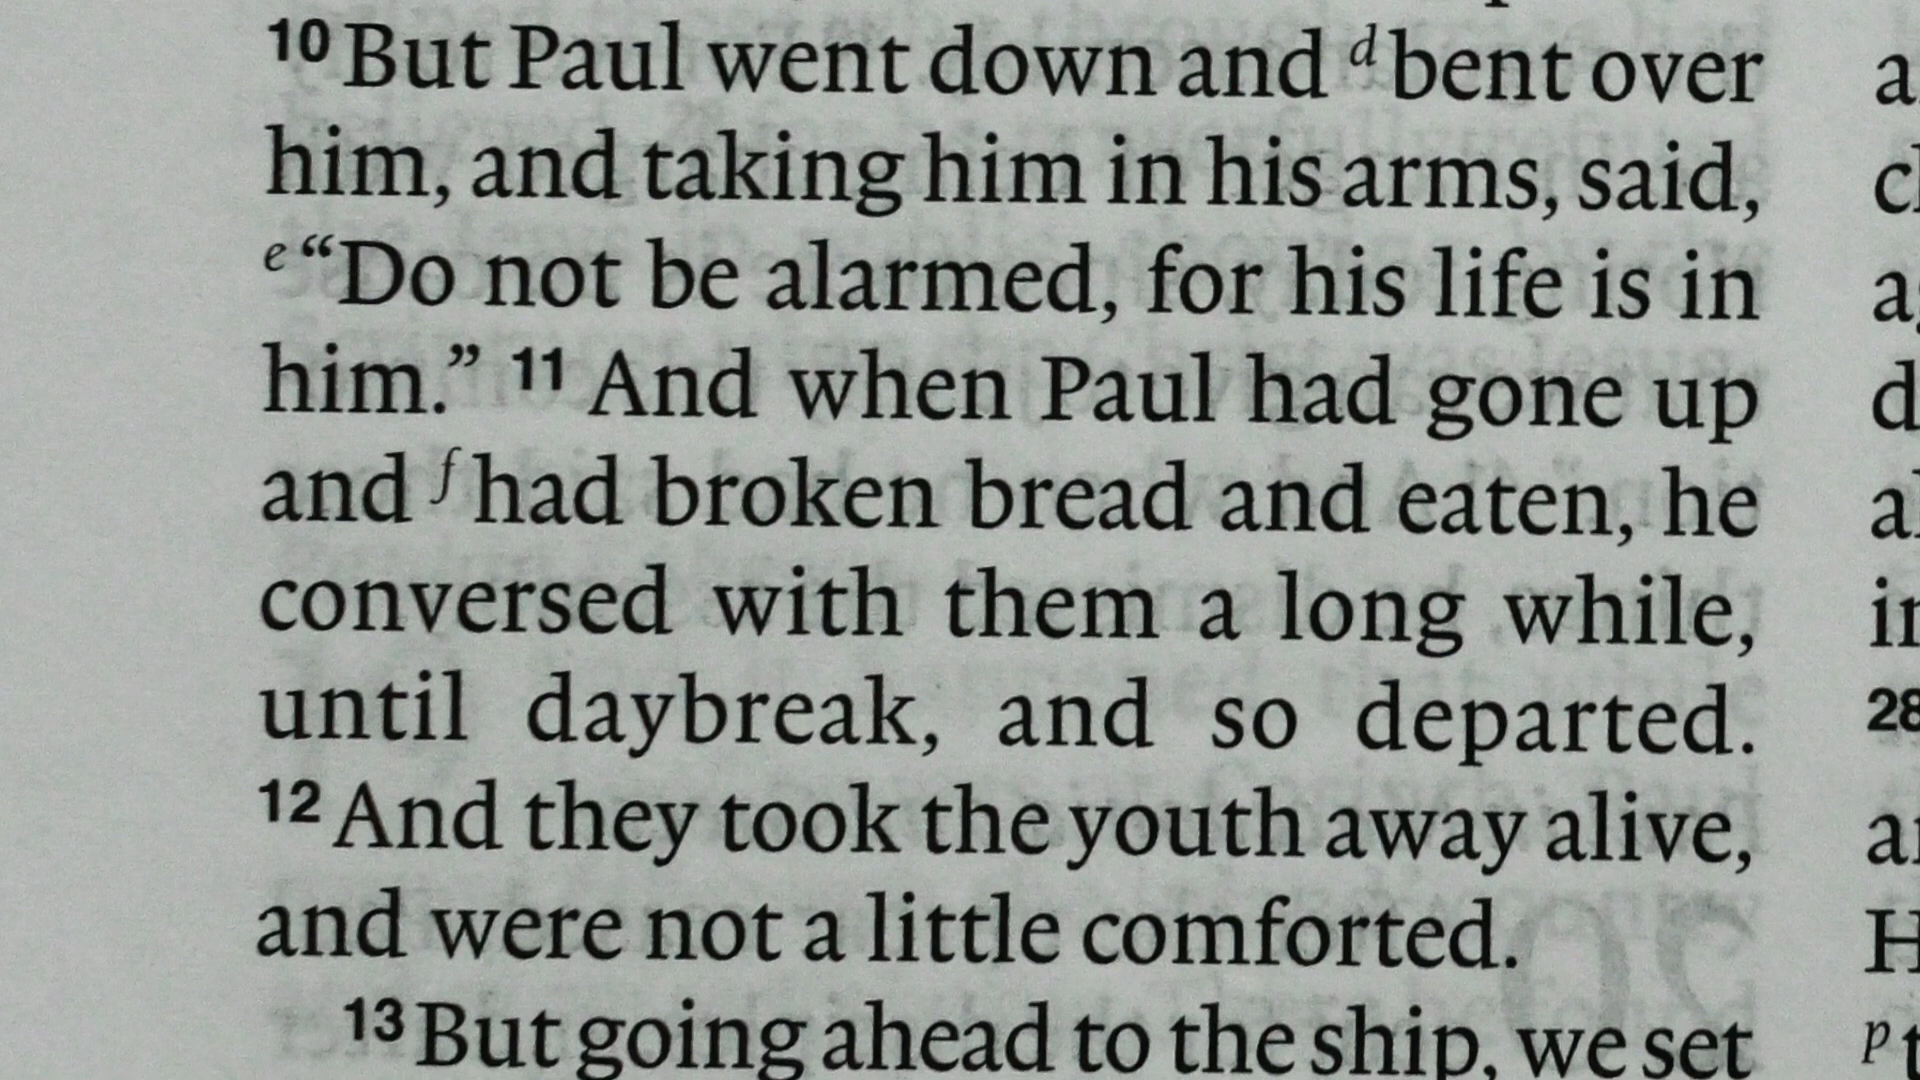 10 But Paul went down and d bent over
him, and taking him in his arms, said,
e “Do not be alarmed, for his life is in
him.” 11 And when Paul had gone up
and f had broken bread and eaten, he
conversed with them a long while,
until daybreak, and so departed.
12 And they took the youth away alive,
and were not a little comforted.
13 But going ahead to the ship, we set
28